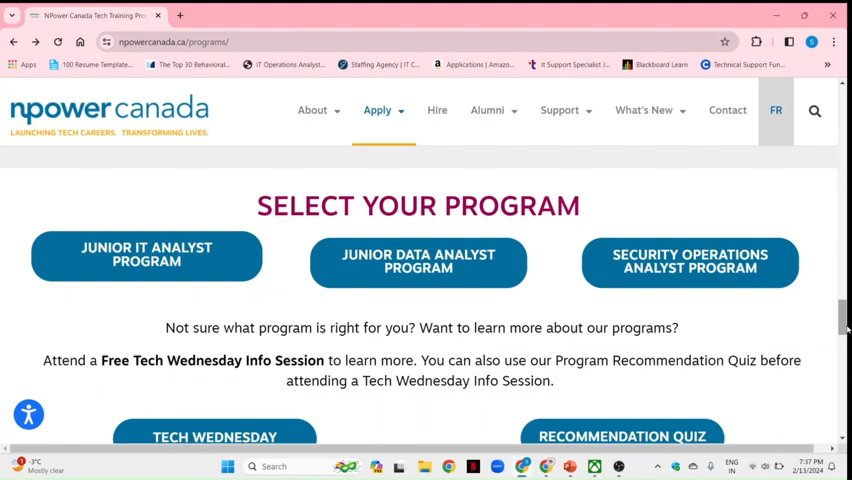 NPower Canada Tech Training Pro
npowercanada.ca/programs/
Apps
100 Resume Template...
The Top 30 Behavioral...
IT Operations Analyst...
Staffing Agency | IT C...
Applications | Amazo...
It Support Specialist J...
Blackboard Learn
Technical Support Fun...
npower canada
LAUNCHING TECH CAREERS. TRANSFORMING LIVES.
About
Apply
Hire
Alumni
Support
What's New
Contact
FR
SELECT YOUR PROGRAM
JUNIOR IT ANALYST
PROGRAM
JUNIOR DATA ANALYST
PROGRAM
SECURITY OPERATIONS
ANALYST PROGRAM
Not sure what program is right for you? Want to learn more about our programs?
Attend a Free Tech Wednesday Info Session to learn more. You can also use our Program Recommendation Quiz before
attending a Tech Wednesday Info Session.
TECH WEDNESDAY
RECOMMENDATION QUIZ
-3°C
Mostly clear
Search
ENG
IN
7:37 PM
2/13/2024